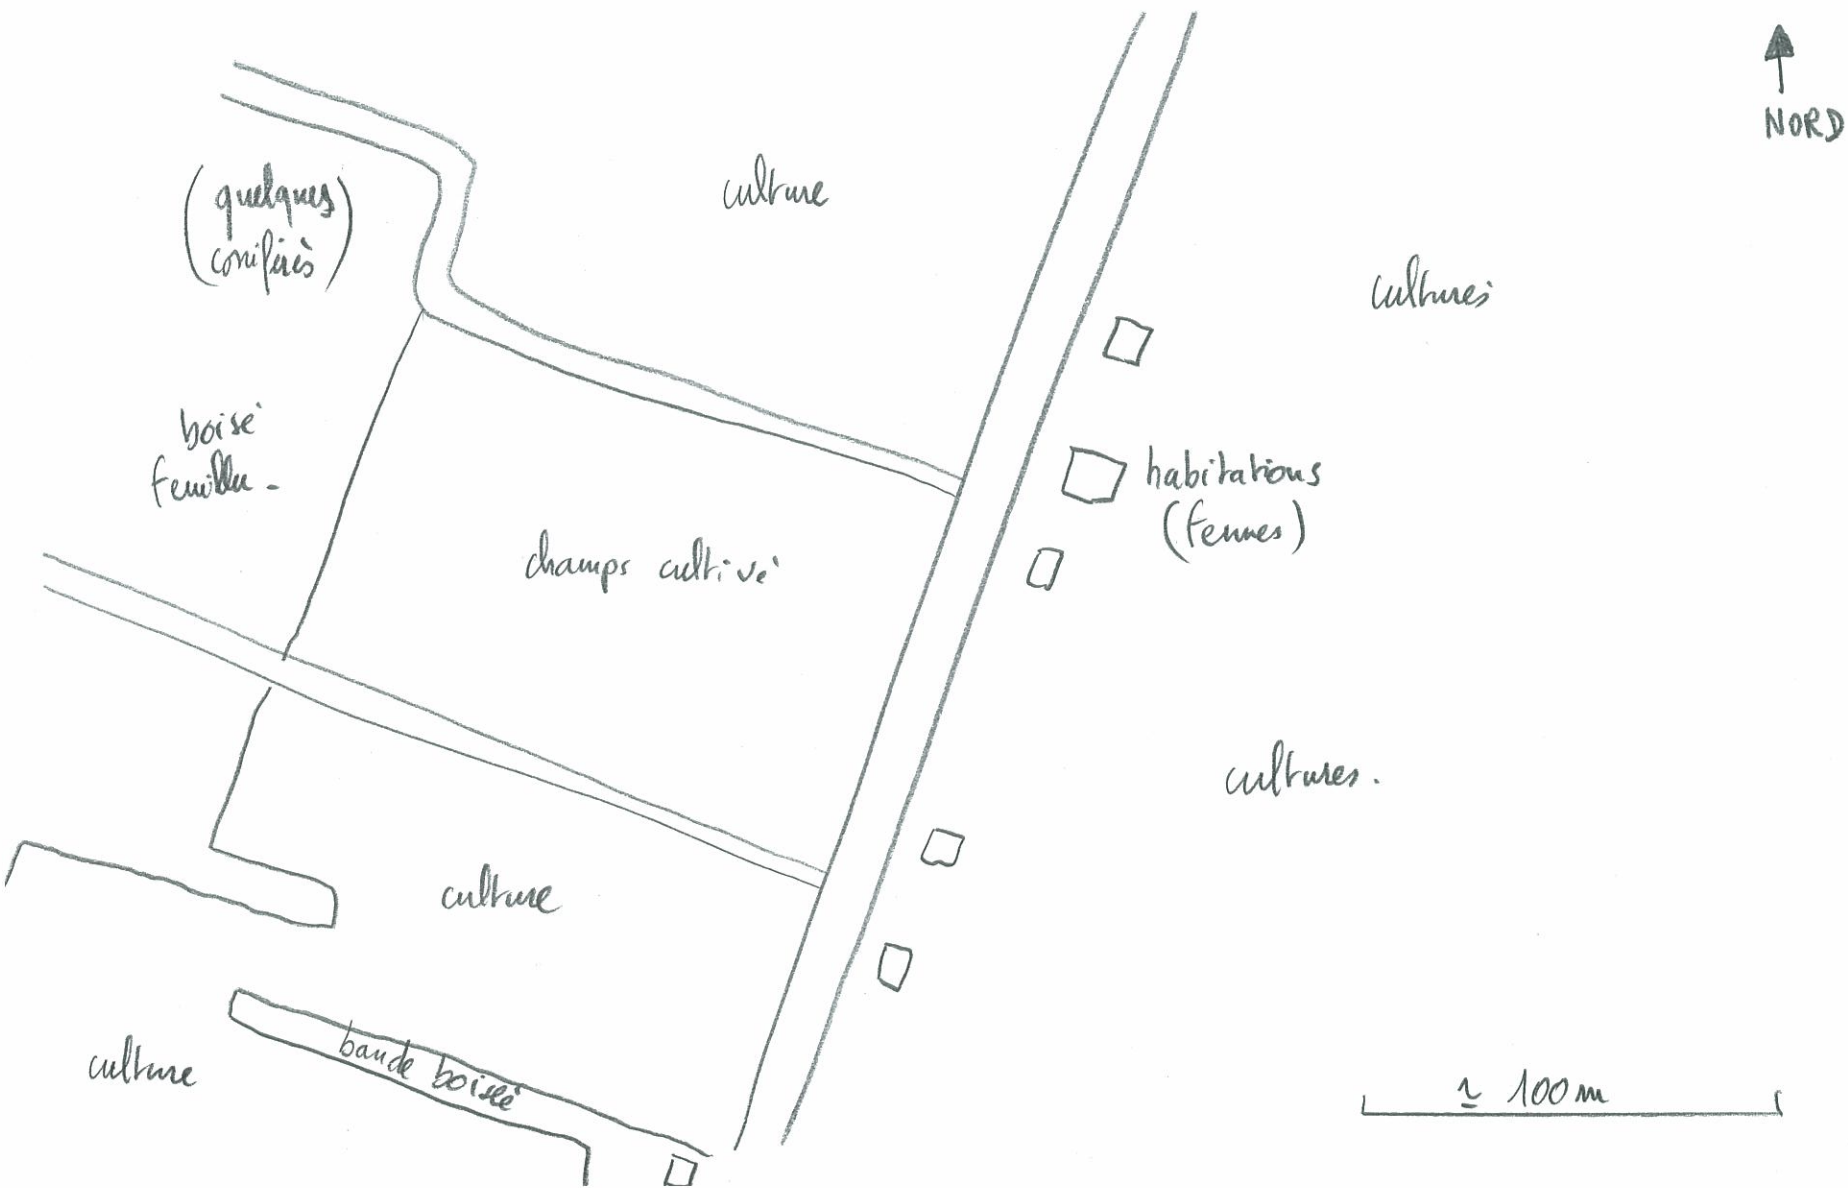 NORD
culture
(quelques
conifères)
cultures
boisé
feuillu.
habitations
(fermes)
champs cultivé
cultures.
culture
culture
bande boisée
≃ 100 m